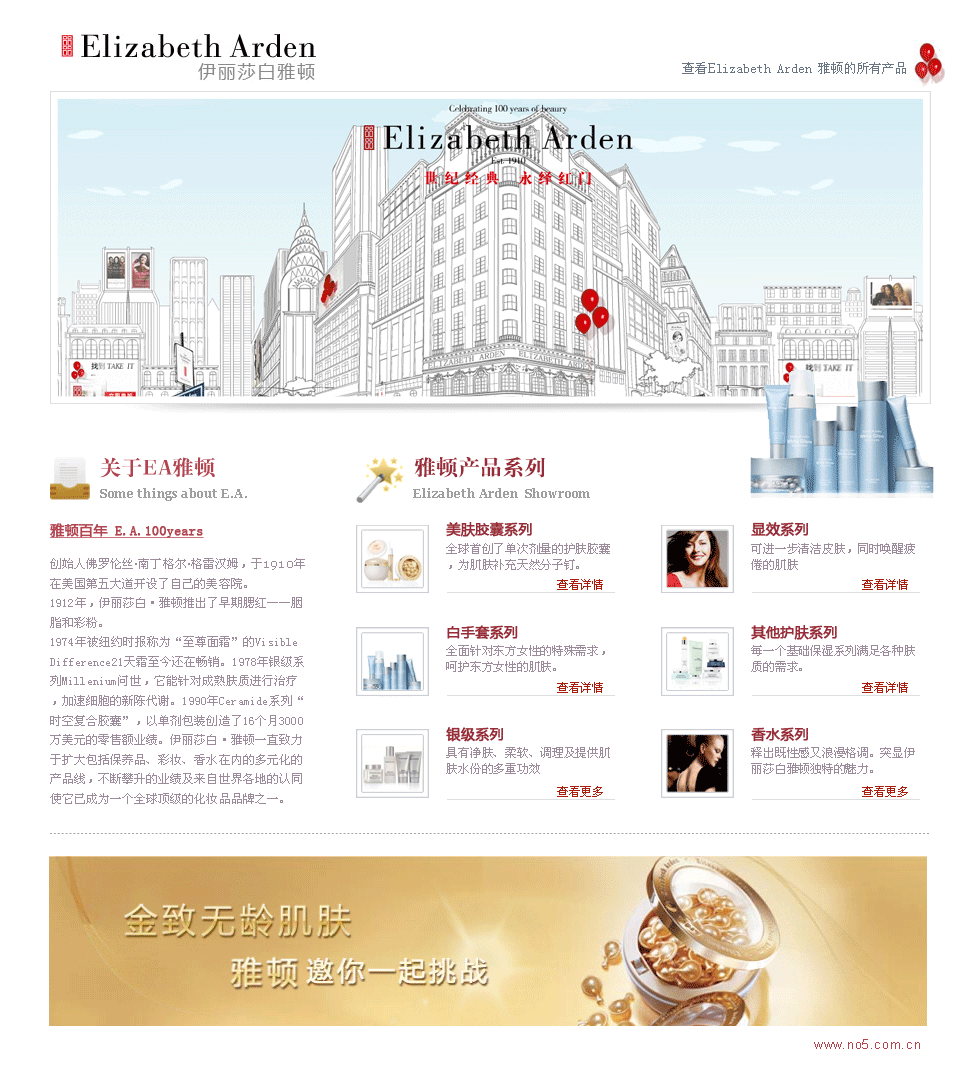 Elizabeth Arden
伊丽莎白雅顿
查看Elizabeth Arden 雅顿的所有产品
Celebrating 100 years of beaury
Elizabeth Arden
Est. 1910
世纪经典 永绎红门
ARDEN ELIZABETH
找到 TAKE IT
找到 TAKE IT
关于EA雅顿
Some things about E.A.
雅顿产品系列
Elizabeth Arden Showroom
雅顿百年 E.A.100years
创始人佛罗伦丝·南丁格尔·格雷汉姆，于1910年
在美国第五大道开设了自己的美容院。
1912年，伊丽莎白·雅顿推出了早期腮红——胭
脂和彩粉。
1974年被纽约时报称为“至尊面霜”的Visible
Difference21天霜至今还在畅销。1978年银级系
列Millenium问世，它能针对成熟肤质进行治疗
，加速细胞的新陈代谢。1990年Ceramide系列“
时空复合胶囊”，以单剂包装创造了16个月3000
万美元的零售额业绩。伊丽莎白·雅顿一直致力
于扩大包括保养品、彩妆、香水在内的多元化的
产品线，不断攀升的业绩及来自世界各地的认同
使它已成为一个全球顶级的化妆品品牌之一。
美肤胶囊系列
全球首创了单次剂量的护肤胶囊
，为肌肤补充天然分子钉。
查看详情
显效系列
可进一步清洁皮肤，同时唤醒疲
倦的肌肤
查看详情
白手套系列
全面针对东方女性的特殊需求，
呵护东方女性的肌肤。
查看详情
其他护肤系列
每一个基础保湿系列满足各种肤
质的需求。
查看详情
银级系列
具有净肤、柔软、调理及提供肌
肤水份的多重功效
查看更多
香水系列
释出既性感又浪漫格调。突显伊
丽莎白雅顿独特的魅力。
查看更多
金致无龄肌肤
雅顿 邀你一起挑战
www.no5.com.cn